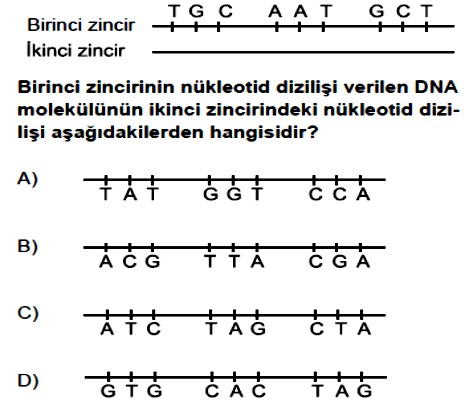 T G C A A T G C T
Birinci zincir
İkinci zincir
Birinci zincirinin nükleotid dizilişi verilen DNA
molekülünün ikinci zincirindeki nükleotid dizi-
lişi aşağıdakilerden hangisidir?
A)
T A T G G T C C A
B)
A C G T T A C G A
C)
A T C T A G C T A
D)
G T G C A C T A G